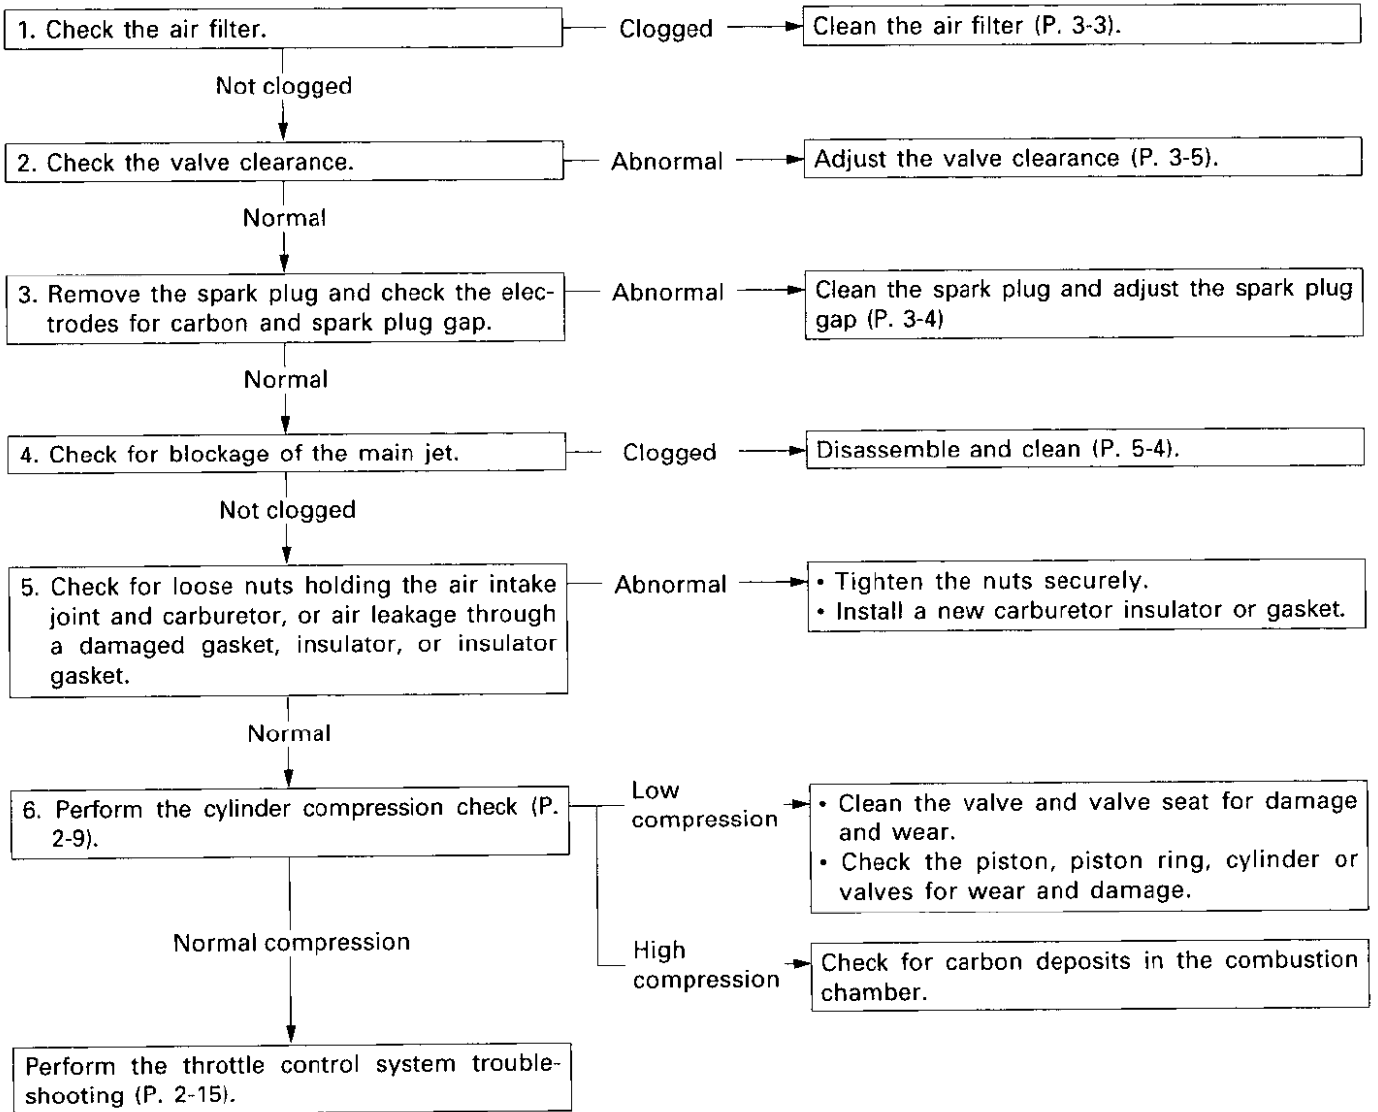 1. Check the air filter.
Clogged
Clean the air filter (P. 3-3).
Not clogged
2. Check the valve clearance.
Abnormal
Adjust the valve clearance (P. 3-5).
Normal
3. Remove the spark plug and check the elec-
trodes for carbon and spark plug gap.
Abnormal
Clean the spark plug and adjust the spark plug
gap (P. 3-4)
Normal
4. Check for blockage of the main jet.
Clogged
Disassemble and clean (P. 5-4).
Not clogged
5. Check for loose nuts holding the air intake
joint and carburetor, or air leakage through
a damaged gasket, insulator, or insulator
gasket.
Abnormal
• Tighten the nuts securely.
• Install a new carburetor insulator or gasket.
Normal
6. Perform the cylinder compression check (P.
2-9).
Low
compression
• Clean the valve and valve seat for damage
and wear.
• Check the piston, piston ring, cylinder or
valves for wear and damage.
Normal compression
High
compression
Check for carbon deposits in the combustion
chamber.
Perform the throttle control system trouble-
shooting (P. 2-15).